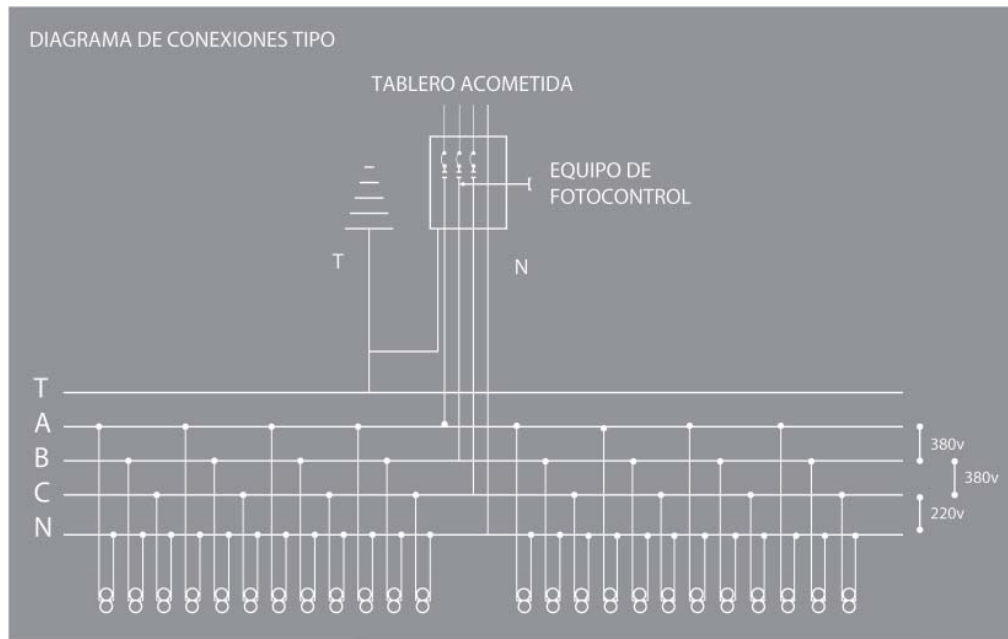 DIAGRAMA DE CONEXIONES TIPO
TABLERO ACOMETIDA
EQUIPO DE
FOTOCONTROL
T
N
T
A
B
C
N
380v
380v
220v